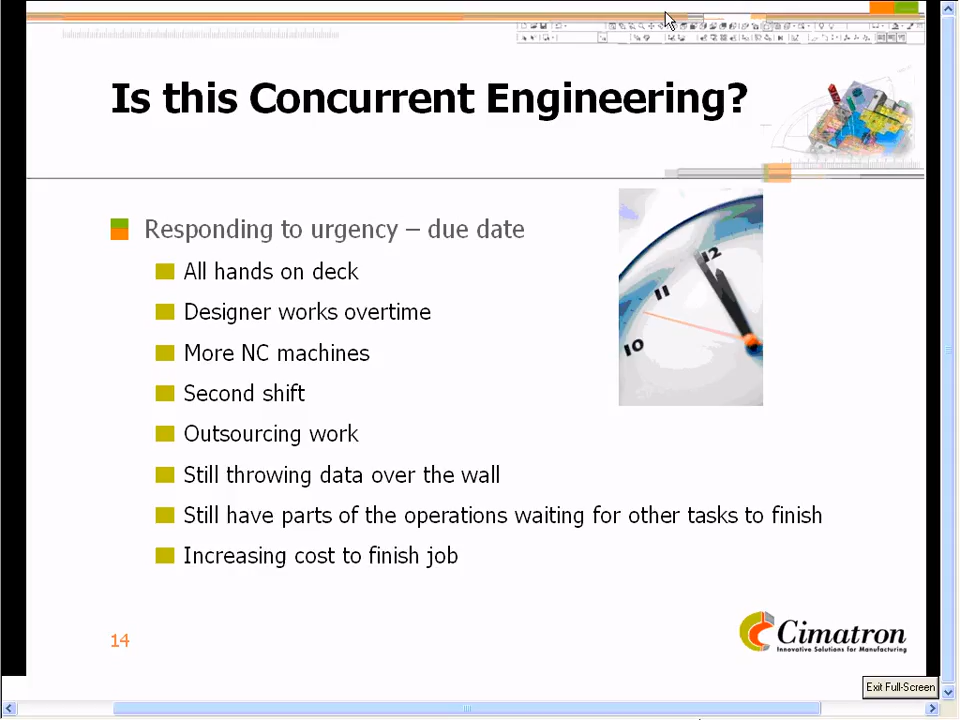 Is this Concurrent Engineering?
Responding to urgency – due date
All hands on deck
Designer works overtime
More NC machines
Second shift
Outsourcing work
Still throwing data over the wall
Still have parts of the operations waiting for other tasks to finish
Increasing cost to finish job
12
11
10
14
Cimatron
Innovative Solutions for Manufacturing
Exit Full-Screen